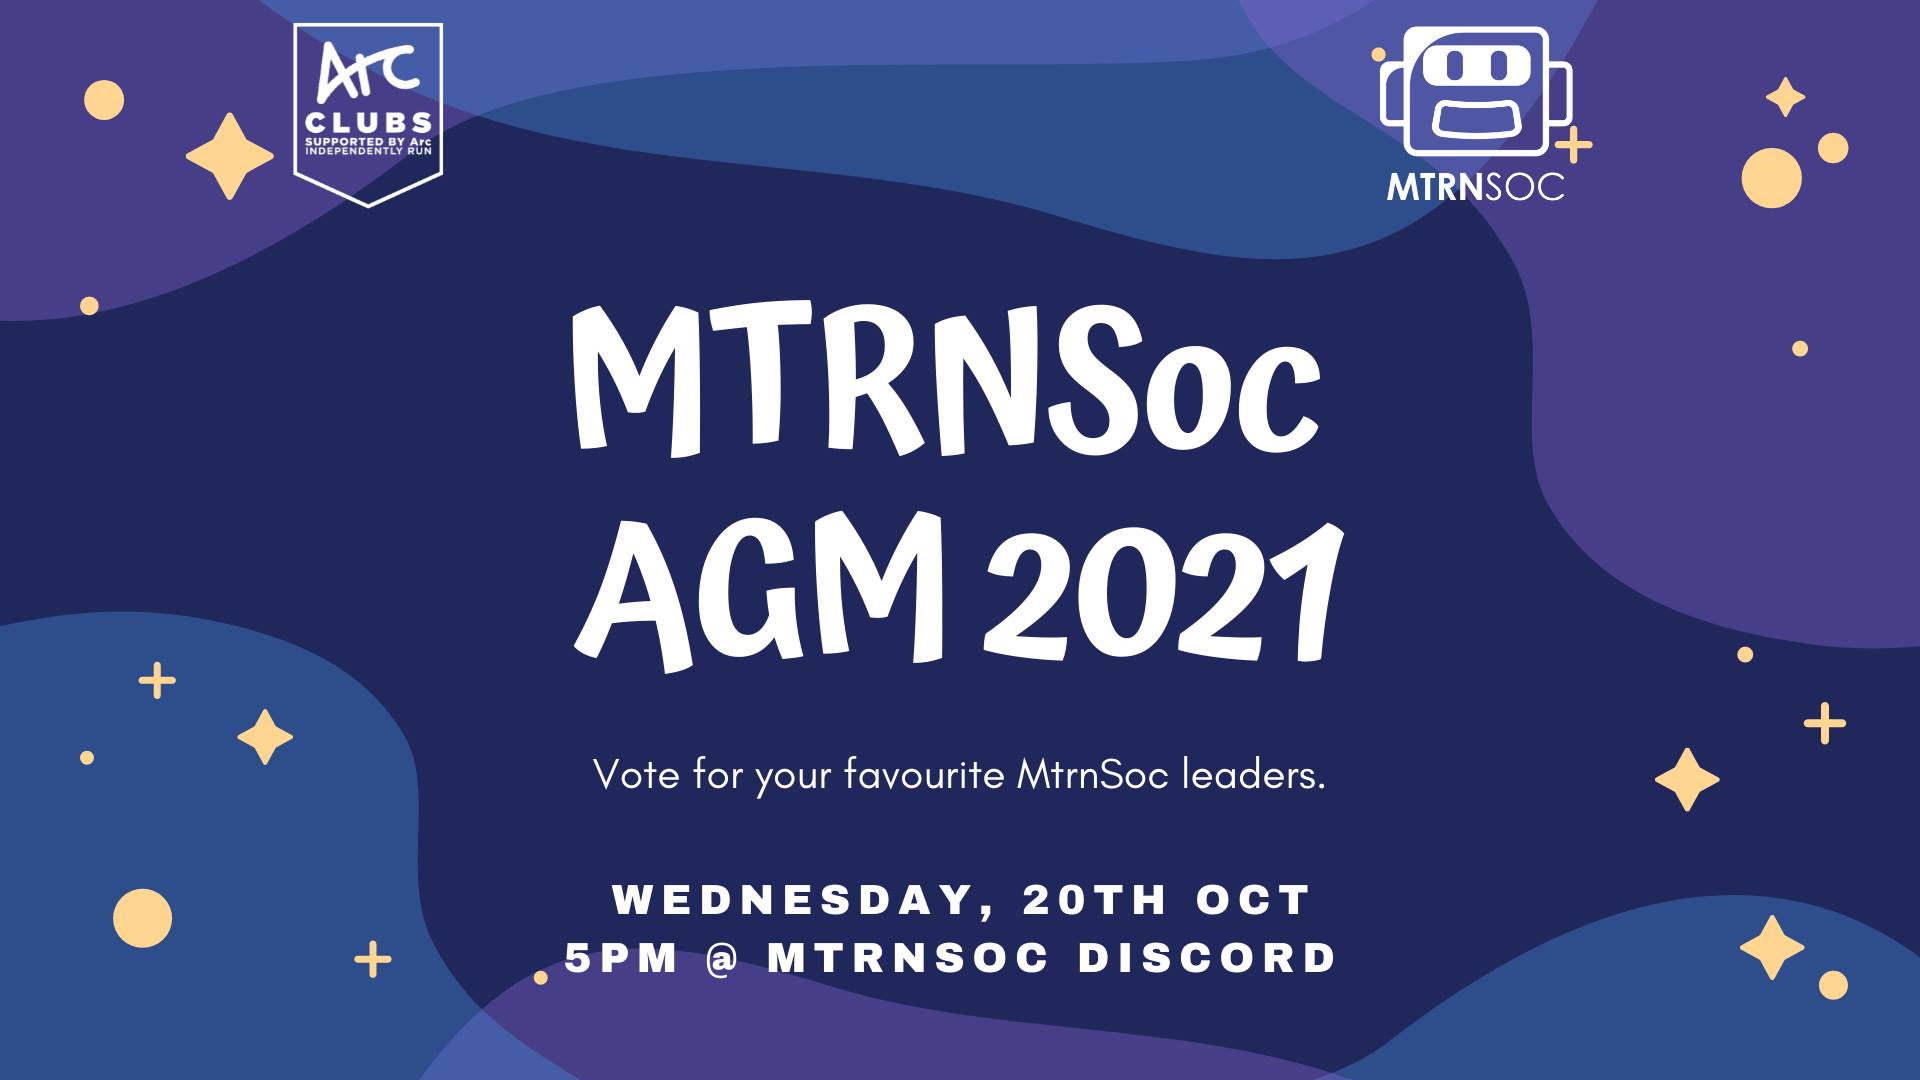 Arc
CLUBS
SUPPORTED BY Arc
INDEPENDENTLY RUN
MTRNSOC
MTRNSoc
AGM 2021
Vote for your favourite MtrnSoc leaders.
WEDNESDAY, 20TH OCT
5PM @ MTRNSOC DISCORD